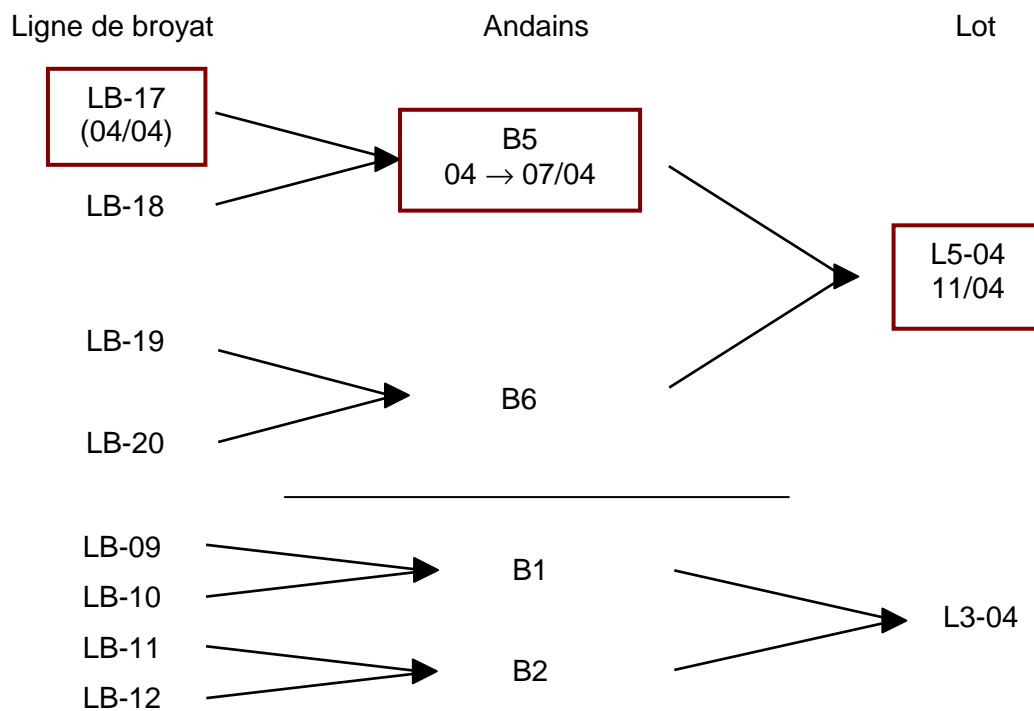 Ligne de broyat Andains Lot
LB-17
(04/04)
B5
04 → 07/04
LB-18
L5-04
11/04
LB-19
B6
LB-20
LB-09
B1
LB-10
L3-04
LB-11
B2
LB-12